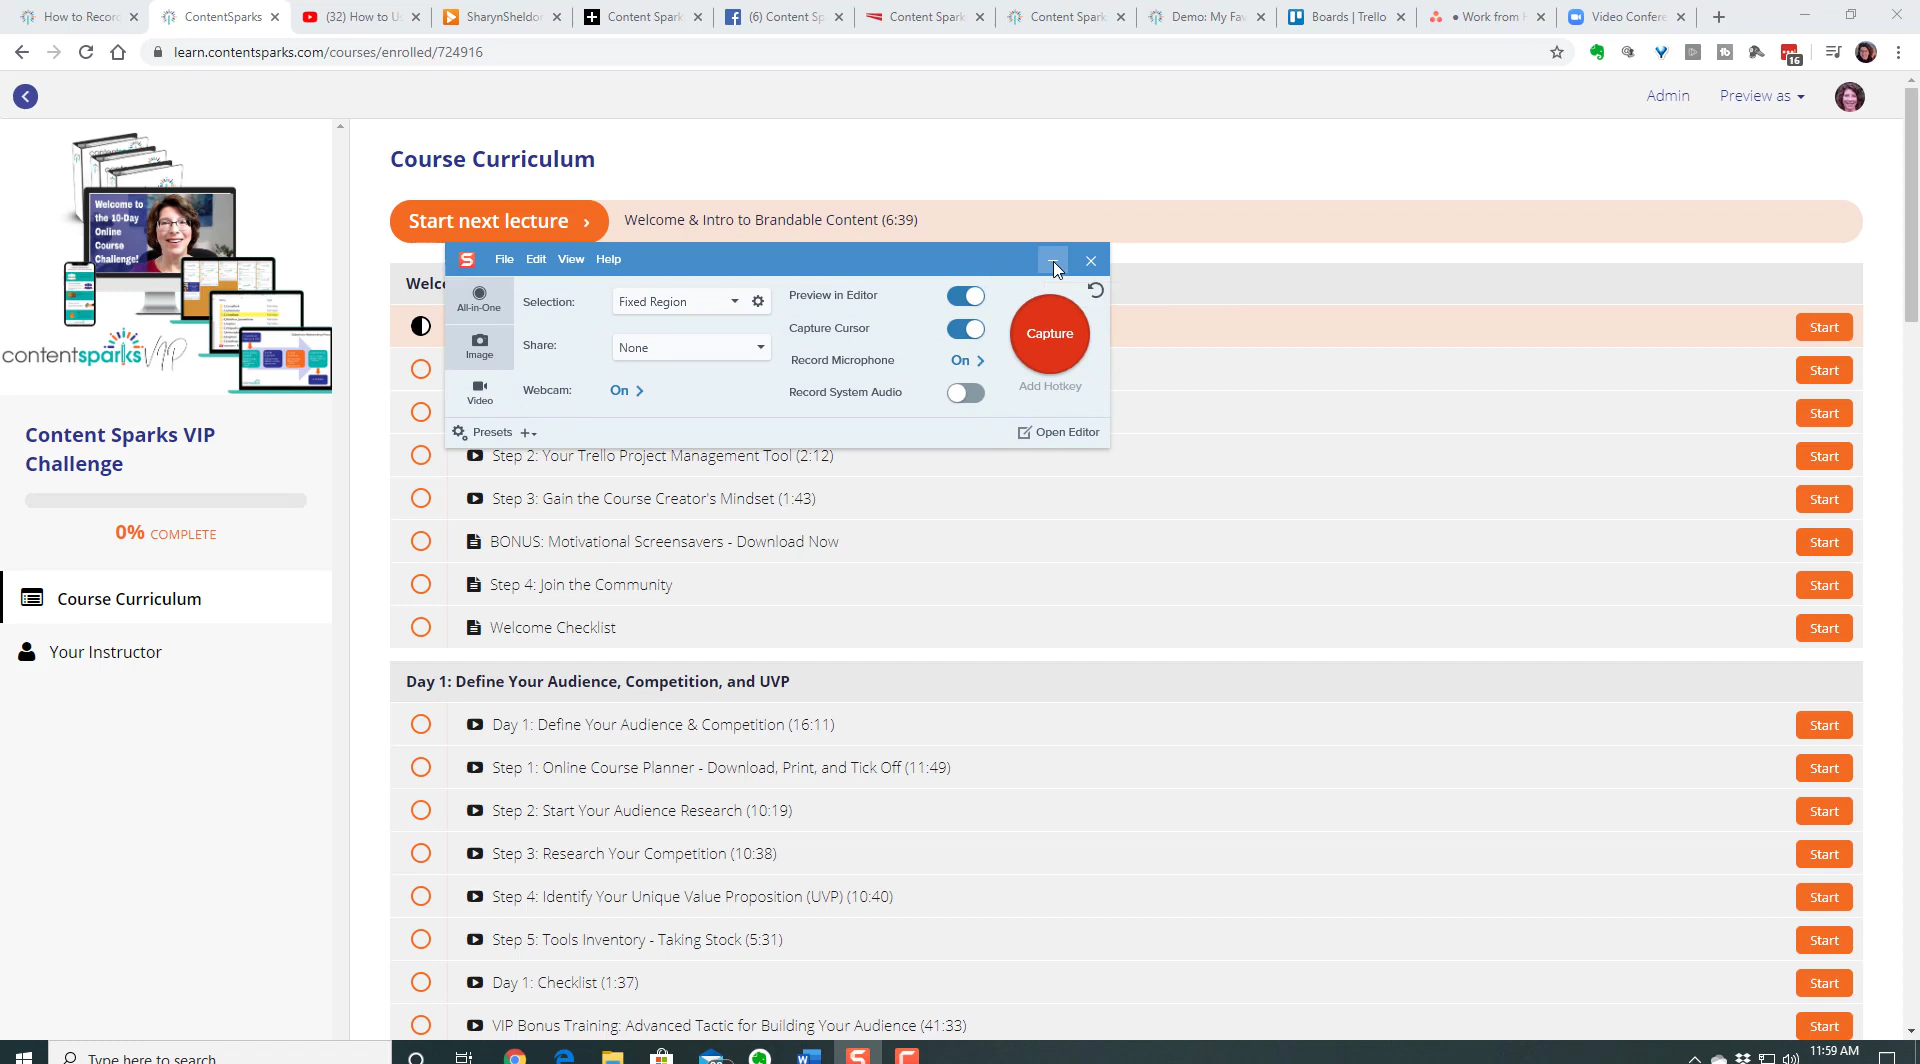 How to Recor
ContentSparks
(32) How to U
SharynSheldon
Content Spark
(6) Content Sp
Content Spark
Content Spark
Demo: My Fav
Boards | Trello
• Work from
Video Confere
learn.contentsparks.com/courses/enrolled/724916
16
Admin
Preview as
Welcome to
the 10-Day
Online
Course
Challenge!
contentsparks VIP
Content Sparks VIP
Challenge
0% COMPLETE
Course Curriculum
Your Instructor
Course Curriculum
Start next lecture ›
Welcome & Intro to Brandable Content (6:39)
Welc
File Edit View Help
All-in-One
Image
Video
Selection:
Fixed Region
Share:
None
Webcam:
On >
Preview in Editor
Capture Cursor
Record Microphone
On >
Record System Audio
Capture
Add Hotkey
Presets +
Open Editor
Start
Start
Start
Step 2: Your Trello Project Management Tool (2:12)
Start
Step 3: Gain the Course Creator's Mindset (1:43)
Start
BONUS: Motivational Screensavers - Download Now
Start
Step 4: Join the Community
Start
Welcome Checklist
Start
Day 1: Define Your Audience, Competition, and UVP
Day 1: Define Your Audience & Competition (16:11)
Start
Step 1: Online Course Planner - Download, Print, and Tick Off (11:49)
Start
Step 2: Start Your Audience Research (10:19)
Start
Step 3: Research Your Competition (10:38)
Start
Step 4: Identify Your Unique Value Proposition (UVP) (10:40)
Start
Step 5: Tools Inventory - Taking Stock (5:31)
Start
Day 1: Checklist (1:37)
Start
VIP Bonus Training: Advanced Tactic for Building Your Audience (41:33)
Start
Type here to search
11:59 AM